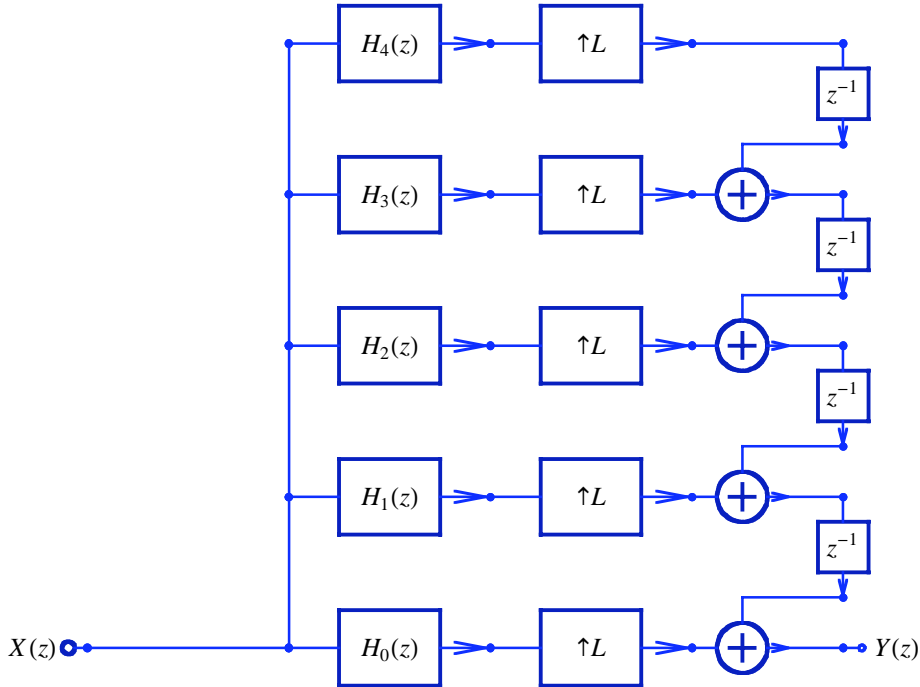 H₄(z) ↑L
z⁻¹
H₃(z) ↑L +
z⁻¹
H₂(z) ↑L +
z⁻¹
H₁(z) ↑L +
z⁻¹
X(z) H₀(z) ↑L + Y(z)